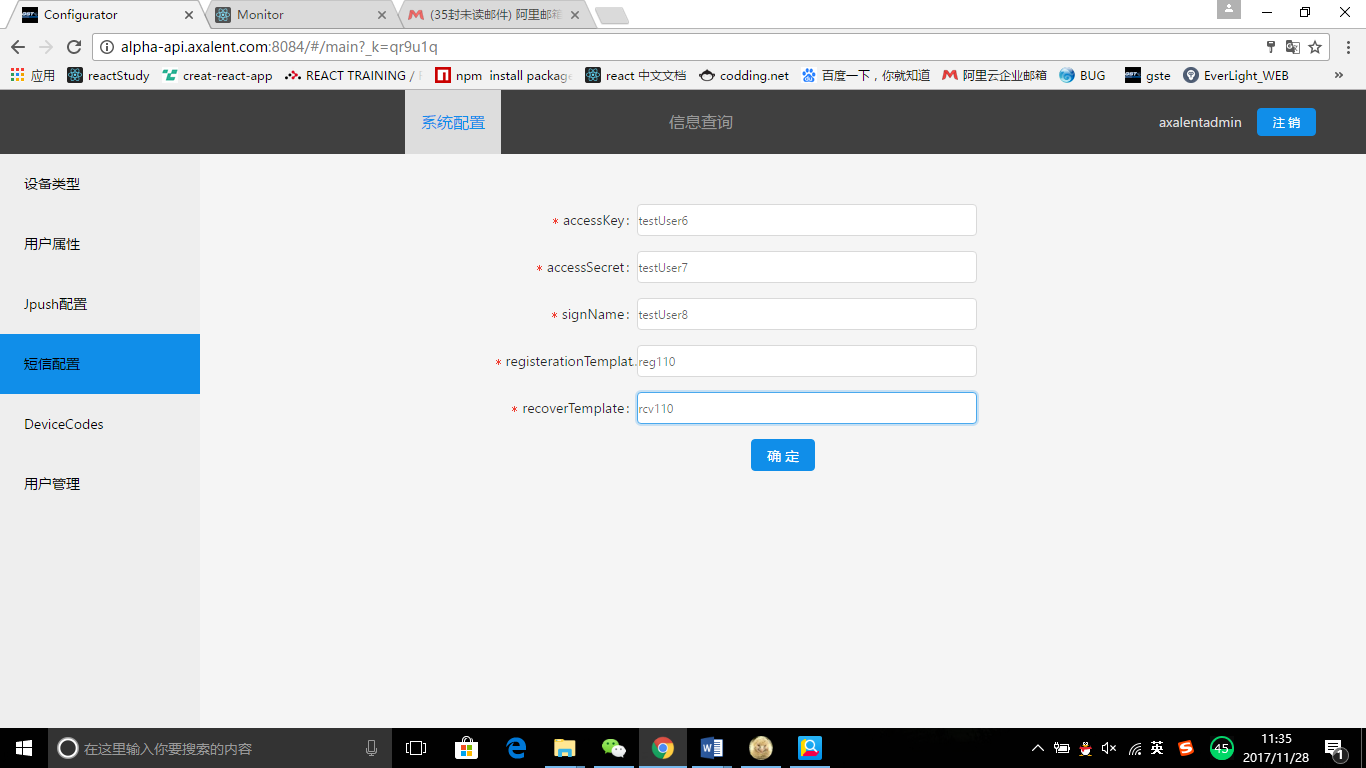 Configurator
Monitor
(35封未读邮件) 阿里邮箱
alpha-api.axalent.com:8084/#/main?_k=qr9u1q
应用
reactStudy
creat-react-app
REACT TRAINING /
npm install package
react 中文文档
codding.net
百度一下，你就知道
阿里云企业邮箱
BUG
gste
EverLight_WEB
»
系统配置
信息查询
axalentadmin
注 销
设备类型
用户属性
Jpush配置
短信配置
DeviceCodes
用户管理
* accessKey: testUser6
* accessSecret: testUser7
* signName: testUser8
* registerationTemplat.. reg110
* recoverTemplate: rcv110
确 定
在这里输入你要搜索的内容
英
45
11:35
2017/11/28
1